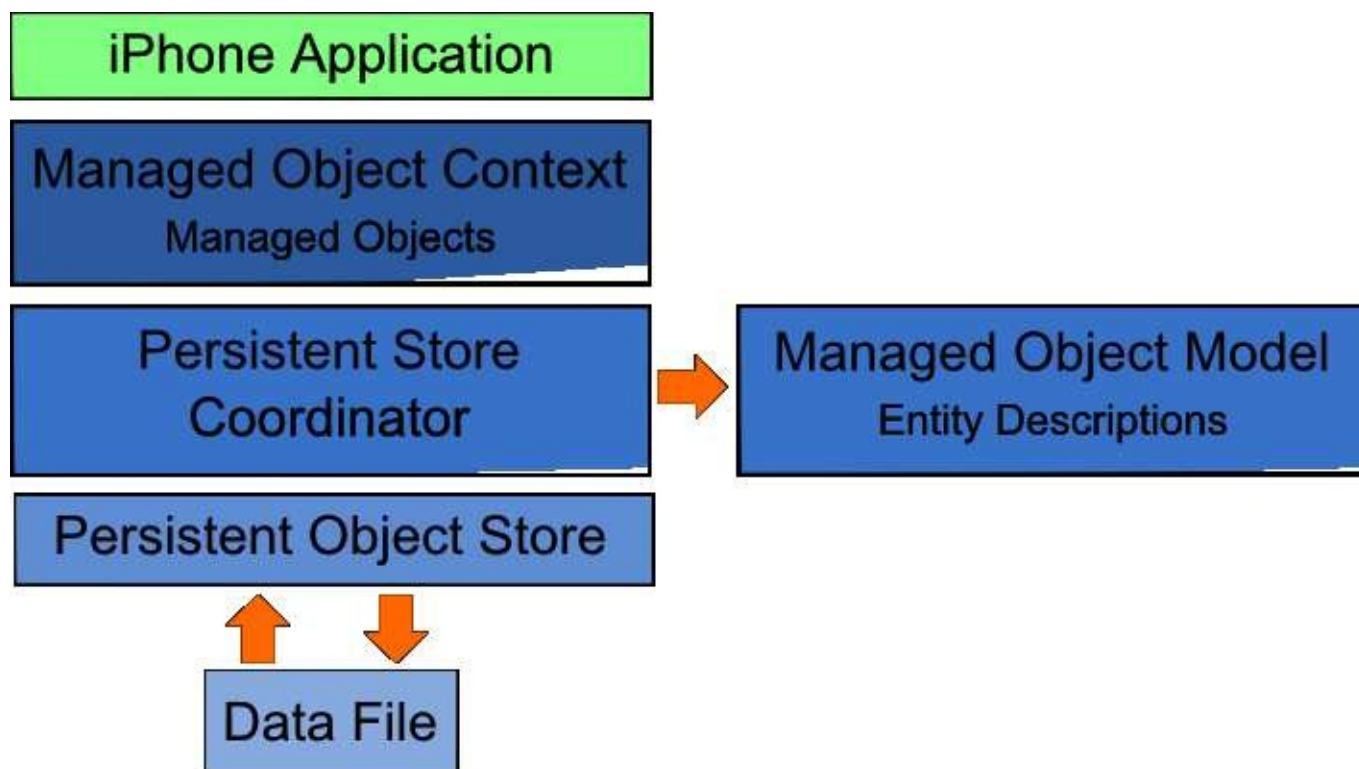 iPhone Application
Managed Object Context
Managed Objects
Persistent Store
Coordinator
Managed Object Model
Entity Descriptions
Persistent Object Store
Data File